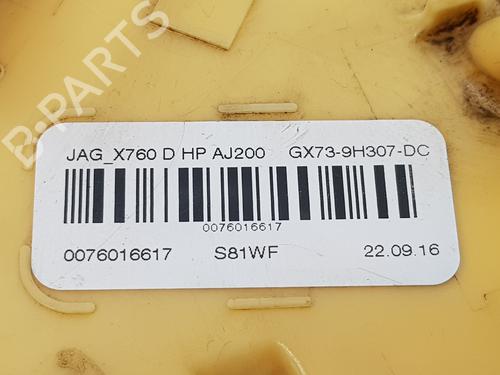 B-PARTS
JAG_X760 D HP AJ200 GX73-9H307-DC
0076016617
0076016617 S81WF 22.09.16